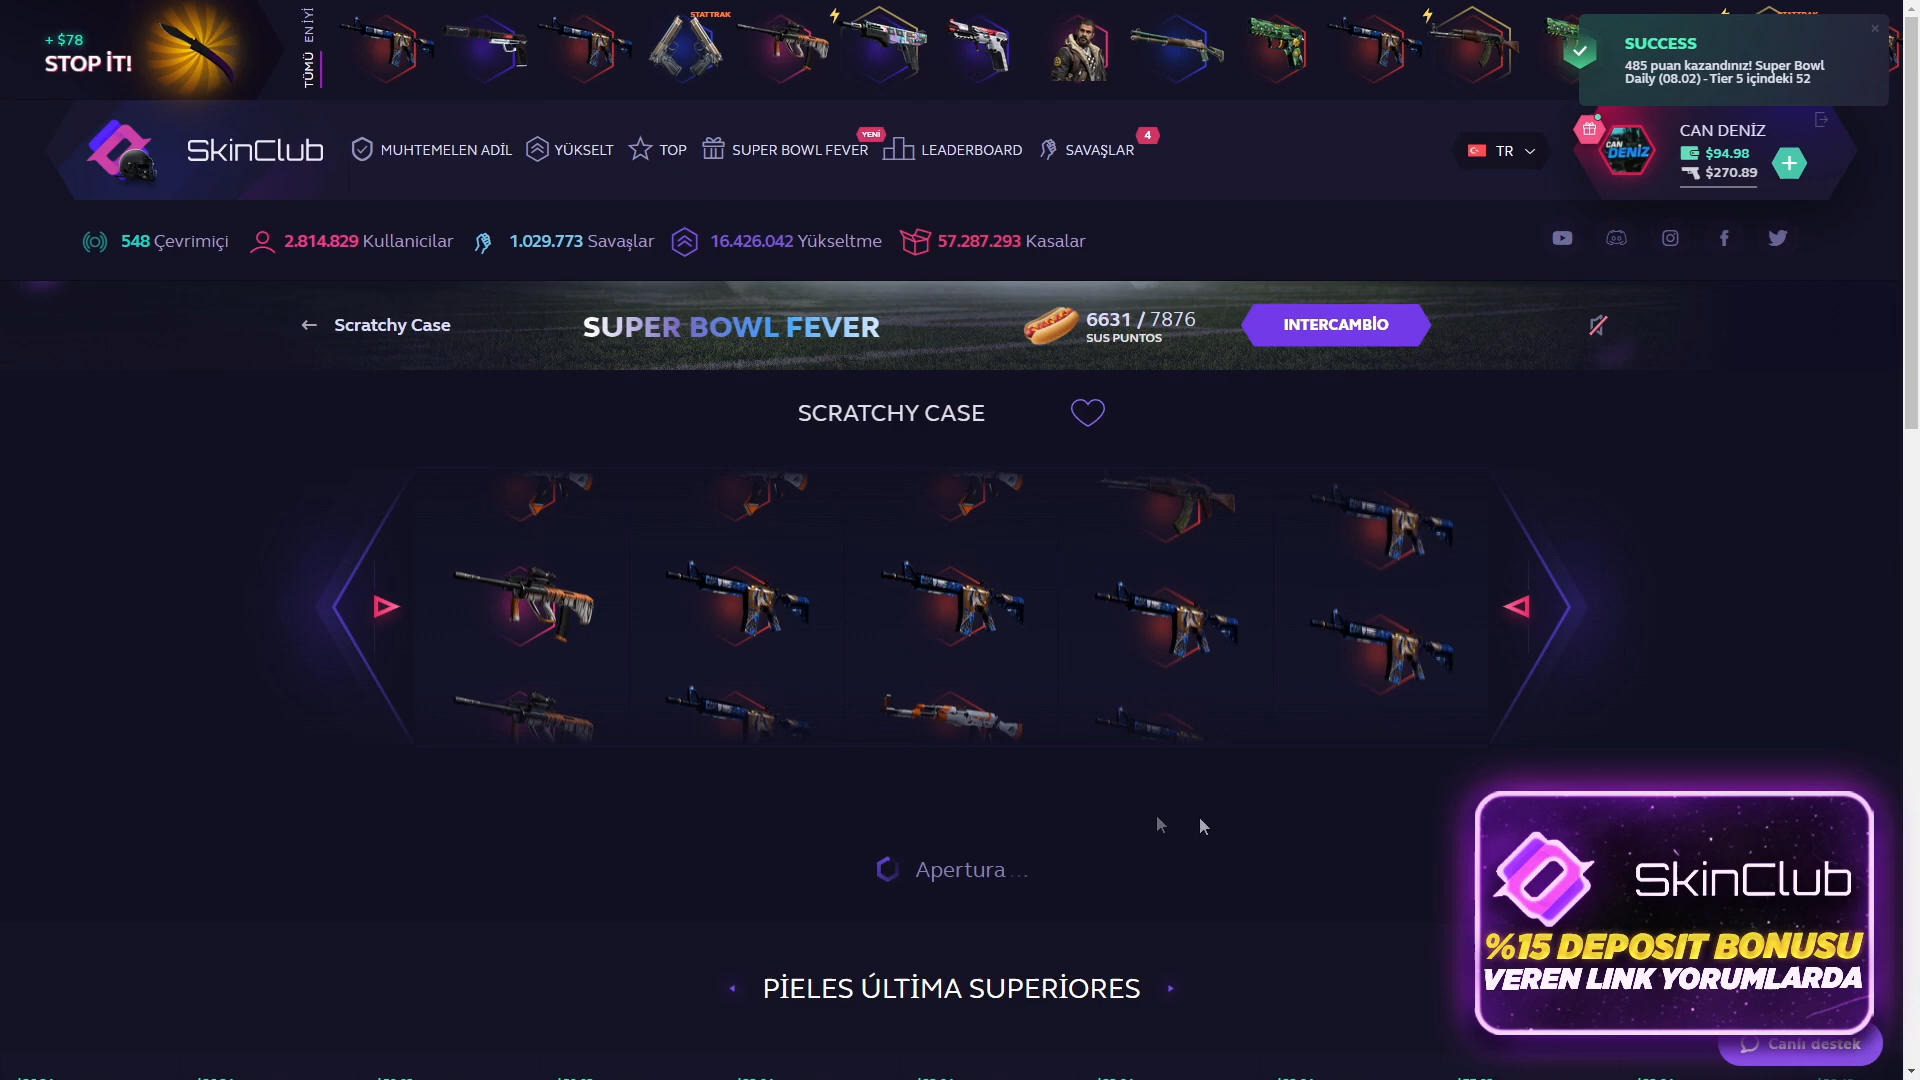 + $78
STOP İT!
EN İYİ
TÜMÜ
STATTRAK
SUCCESS
485 puan kazandınız! Super Bowl
Daily (08.02) - Tier 5 içindeki 52
SkinClub
MUHTEMELEN ADİL
YÜKSELT
TOP
SUPER BOWL FEVER
YENİ
LEADERBOARD
SAVAŞLAR
4
TR
CAN DENİZ
CAN DENİZ
$94.98
$270.89
548 Çevrimiçi
2.814.829 Kullanicilar
1.029.773 Savaşlar
16.426.042 Yükseltme
57.287.293 Kasalar
Scratchy Case
SUPER BOWL FEVER
6631 / 7876
SUS PUNTOS
INTERCAMBİO
SCRATCHY CASE
Apertura...
SkinClub
%15 DEPOSIT BONUSU
VEREN LINK YORUMLARDA
PİELES ÚLTİMA SUPERİORES
Canlı destek